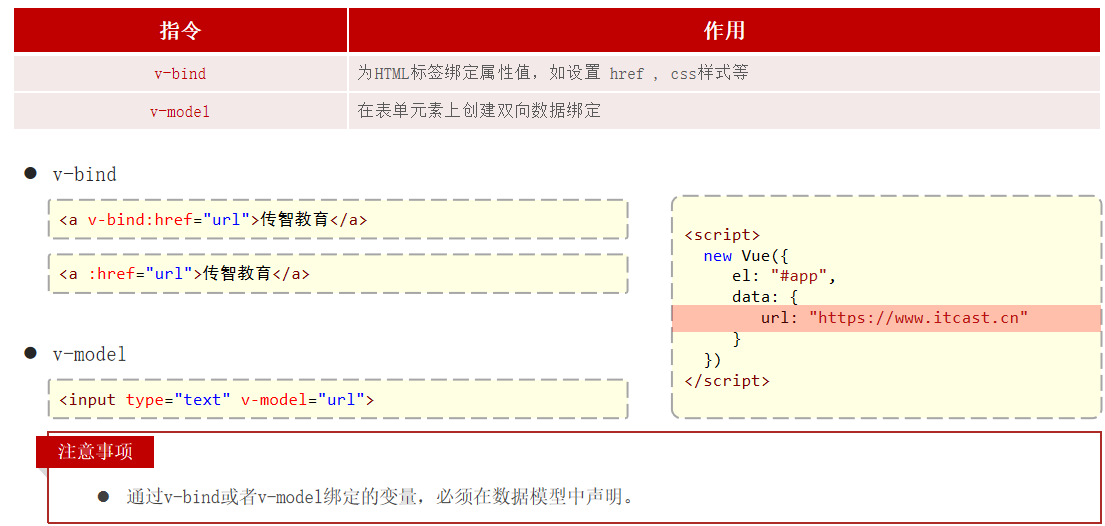 指令 作用
v-bind 为HTML标签绑定属性值，如设置 href , css样式等
v-model 在表单元素上创建双向数据绑定
● v-bind
<a v-bind:href="url">传智教育</a>
<a :href="url">传智教育</a>
● v-model
<input type="text" v-model="url">
<script>
new Vue({
el: "#app",
data: {
url: "https://www.itcast.cn"
}
})
</script>
注意事项
● 通过v-bind或者v-model绑定的变量，必须在数据模型中声明。